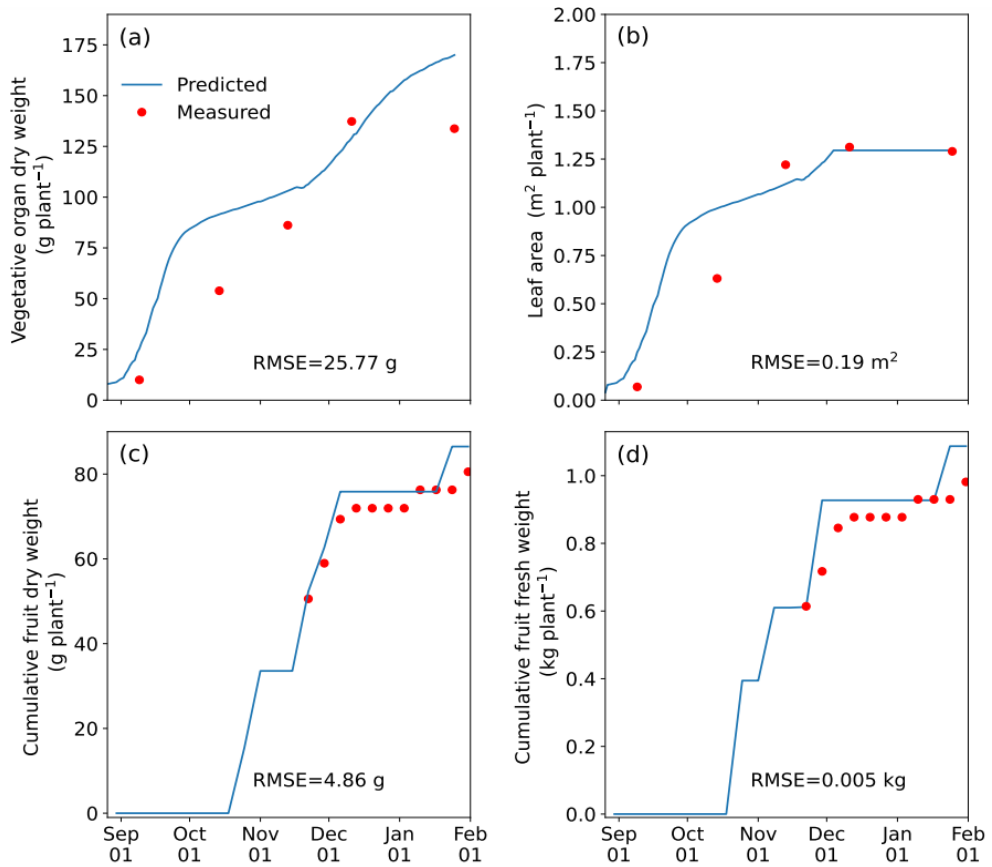 (a)
Predicted
Measured
Vegetative organ dry weight
(g plant⁻¹)
175
150
125
100
75
50
25
0
RMSE=25.77 g
(b)
Leaf area (m² plant⁻¹)
2.00
1.75
1.50
1.25
1.00
0.75
0.50
0.25
0.00
RMSE=0.19 m²
(c)
Cumulative fruit dry weight
(g plant⁻¹)
80
60
40
20
0
RMSE=4.86 g
Sep Oct Nov Dec Jan Feb
01 01 01 01 01 01
(d)
Cumulative fruit fresh weight
(kg plant⁻¹)
1.0
0.8
0.6
0.4
0.2
0.0
RMSE=0.005 kg
Sep Oct Nov Dec Jan Feb
01 01 01 01 01 01